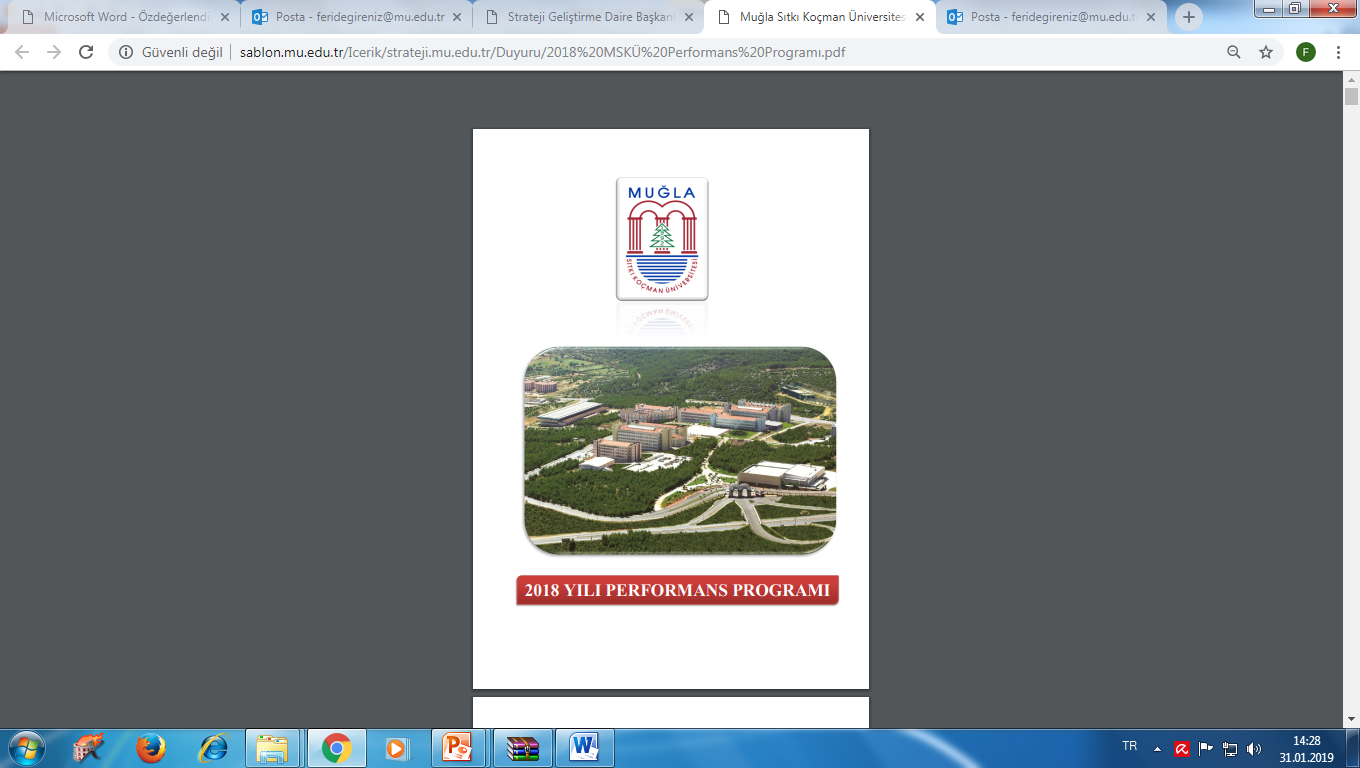 Microsoft Word - Özdeğerlendi
Posta - feridegireniz@mu.edu.tr
Strateji Geliştirme Daire Başkanl
Muğla Sıtkı Koçman Üniversites
Posta - feridegireniz@mu.edu.tr
Güvenli değil
sablon.mu.edu.tr/Icerik/strateji.mu.edu.tr/Duyuru/2018%20MSKÜ%20Performans%20Programı.pdf
F
MUĞLA
SITKI KOÇMAN ÜNİVERSİTESİ
2018 YILI PERFORMANS PROGRAMI
TR
14:28
31.01.2019